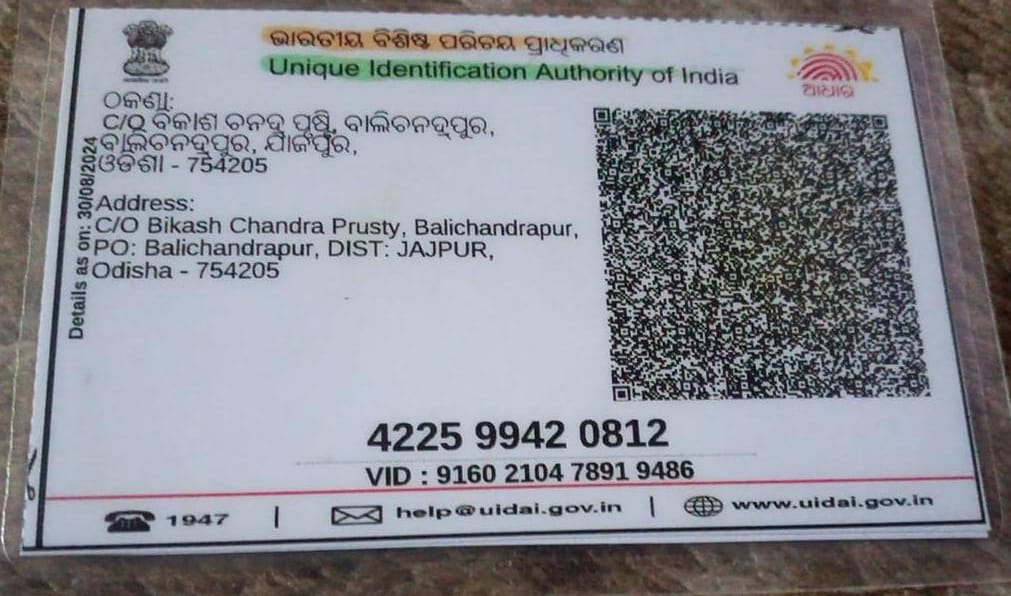 ଭାରତୀୟ ବିଶିଷ୍ଟ ପରିଚୟ ପ୍ରାଧିକରଣ
Unique Identification Authority of India
ଆଧାର
ଠିକଣା:
C/O ବିକାଶ ଚନ୍ଦ୍ର ପୃଷ୍ଟି, ବାଲିଚନ୍ଦ୍ରପୁର,
ବାଲିଚନ୍ଦ୍ରପୁର, ଯାଜପୁର,
ଓଡିଶା - 754205
Address:
C/O Bikash Chandra Prusty, Balichandrapur,
PO: Balichandrapur, DIST: JAJPUR,
Odisha - 754205
Details as on: 30/08/2024
4225 9942 0812
VID : 9160 2104 7891 9486
1947 | help@uidai.gov.in | www.uidai.gov.in